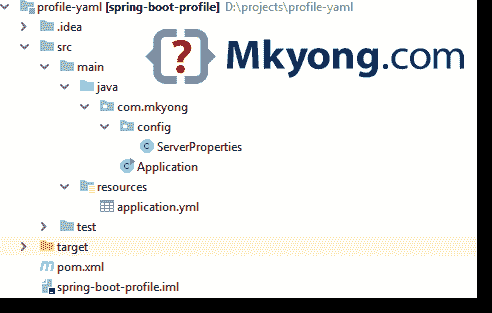 profile-yaml [spring-boot-profile] D:\projects\profile-yaml
.idea
src
main
java
com.mkyong
config
ServerProperties
Application
resources
application.yml
test
target
pom.xml
spring-boot-profile.iml
{?} Mkyong.com